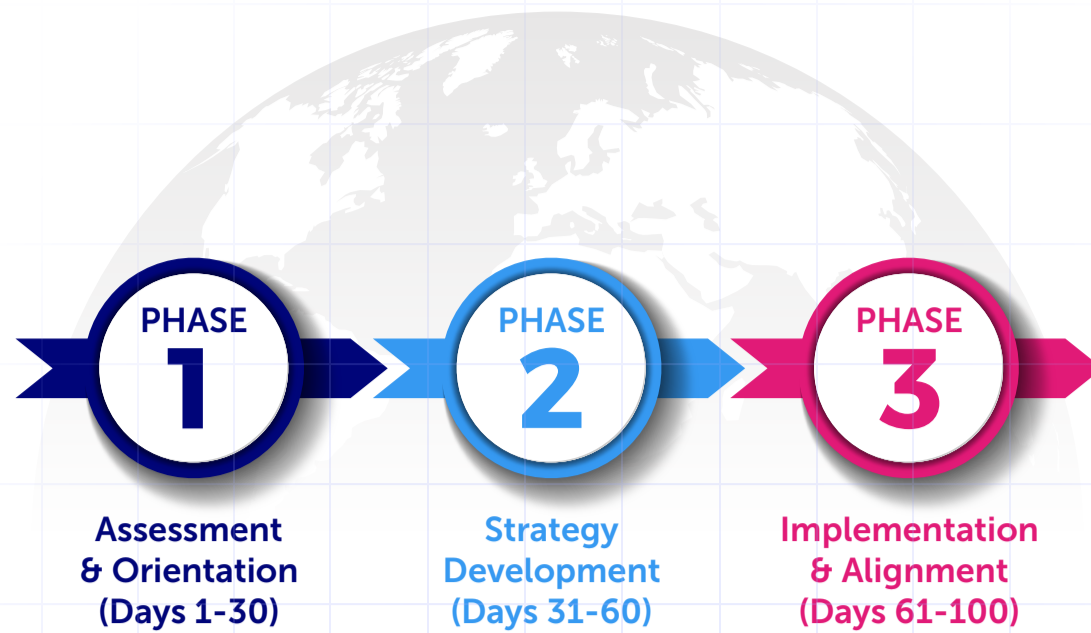 PHASE
1
PHASE
2
PHASE
3
Assessment
& Orientation
(Days 1-30)
Strategy
Development
(Days 31-60)
Implementation
& Alignment
(Days 61-100)